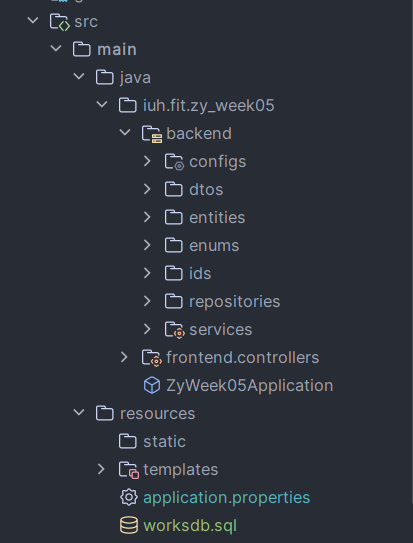 src
main
java
iuh.fit.zy_week05
backend
configs
dtos
entities
enums
ids
repositories
services
frontend.controllers
ZyWeek05Application
resources
static
templates
application.properties
worksdb.sql